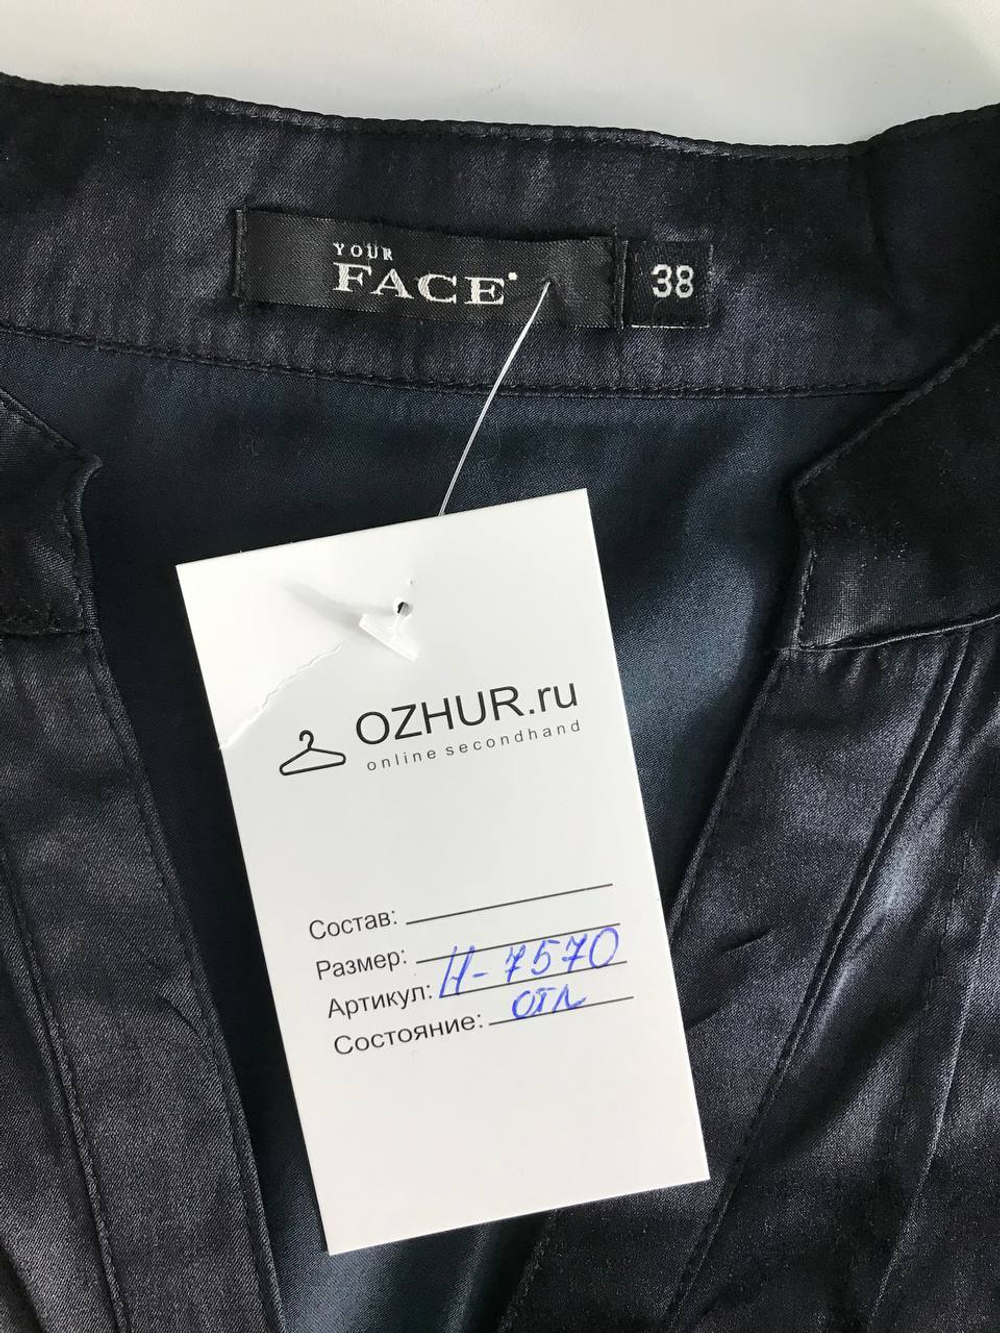 YOUR
FACE
38
OZHUR.ru
online secondhand
Состав:
Размер:
Артикул: Н-7570
Состояние: отл